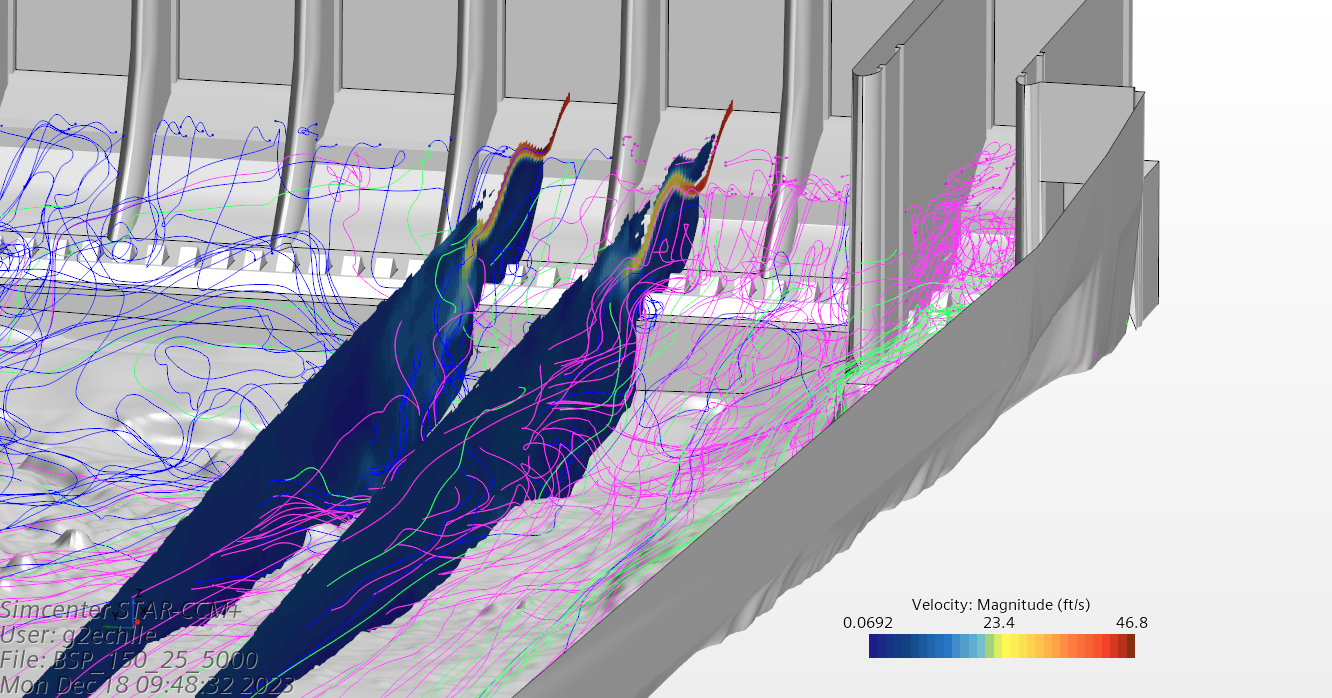 Velocity: Magnitude (ft/s)
0.0692 23.4 46.8
Simcenter STAR-CCM+
User: g2echlle
File: BSP_150_25_5000
Mon Dec 18 09:48:32 2023